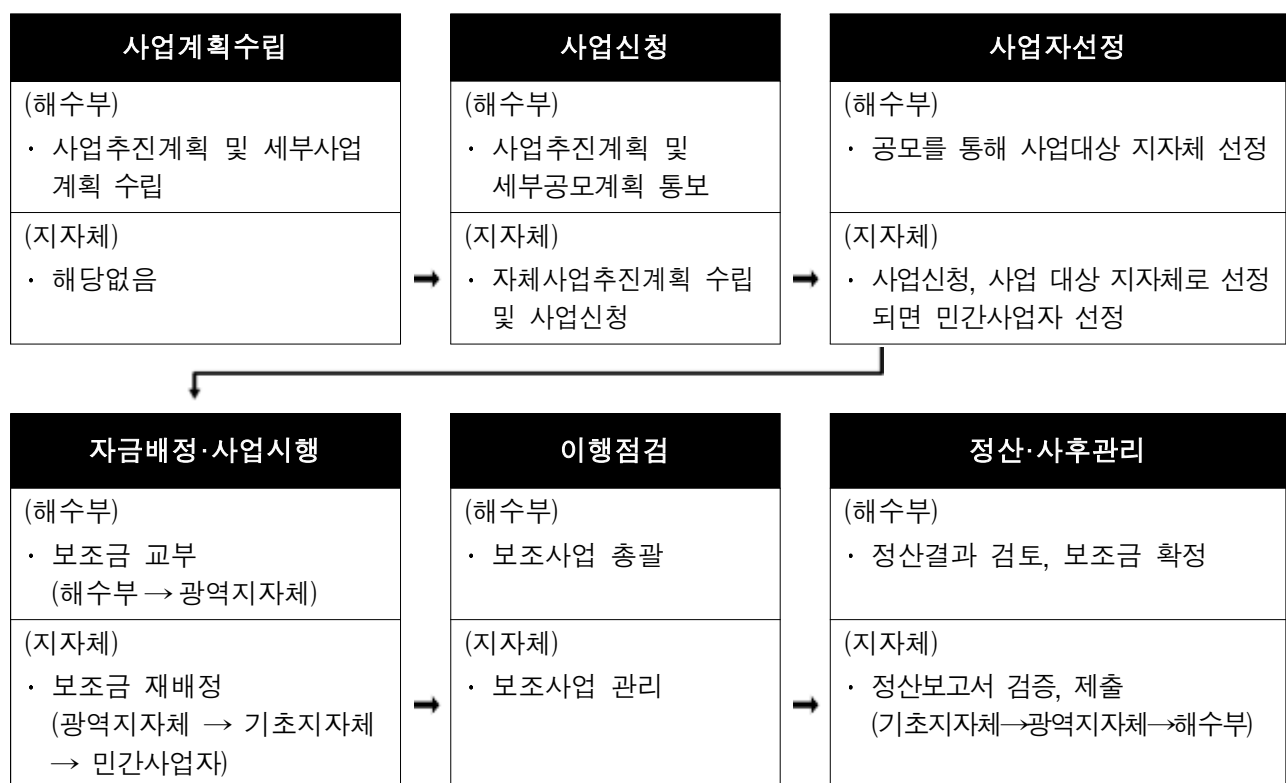 사업계획수립
(해수부)
· 사업추진계획 및 세부사업
계획 수립
(지자체)
· 해당없음
➡
사업신청
(해수부)
· 사업추진계획 및
세부공모계획 통보
(지자체)
· 자체사업추진계획 수립
및 사업신청
➡
사업자선정
(해수부)
· 공모를 통해 사업대상 지자체 선정
(지자체)
· 사업신청, 사업 대상 지자체로 선정
되면 민간사업자 선정
자금배정·사업시행
(해수부)
· 보조금 교부
(해수부 → 광역지자체)
(지자체)
· 보조금 재배정
(광역지자체 → 기초지자체
→ 민간사업자)
➡
이행점검
(해수부)
· 보조사업 총괄
(지자체)
· 보조사업 관리
➡
정산·사후관리
(해수부)
· 정산결과 검토, 보조금 확정
(지자체)
· 정산보고서 검증, 제출
(기초지자체→광역지자체→해수부)